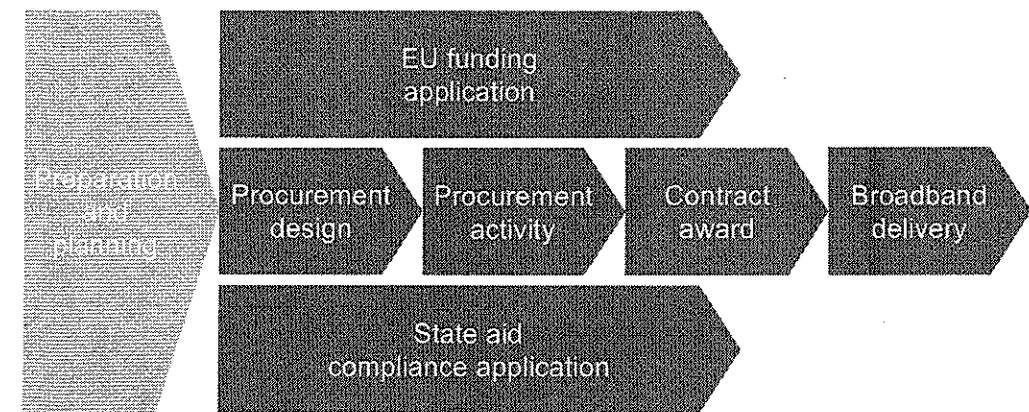 Preparation
and
planning
EU funding
application
Procurement
design
Procurement
activity
Contract
award
Broadband
delivery
State aid
compliance application